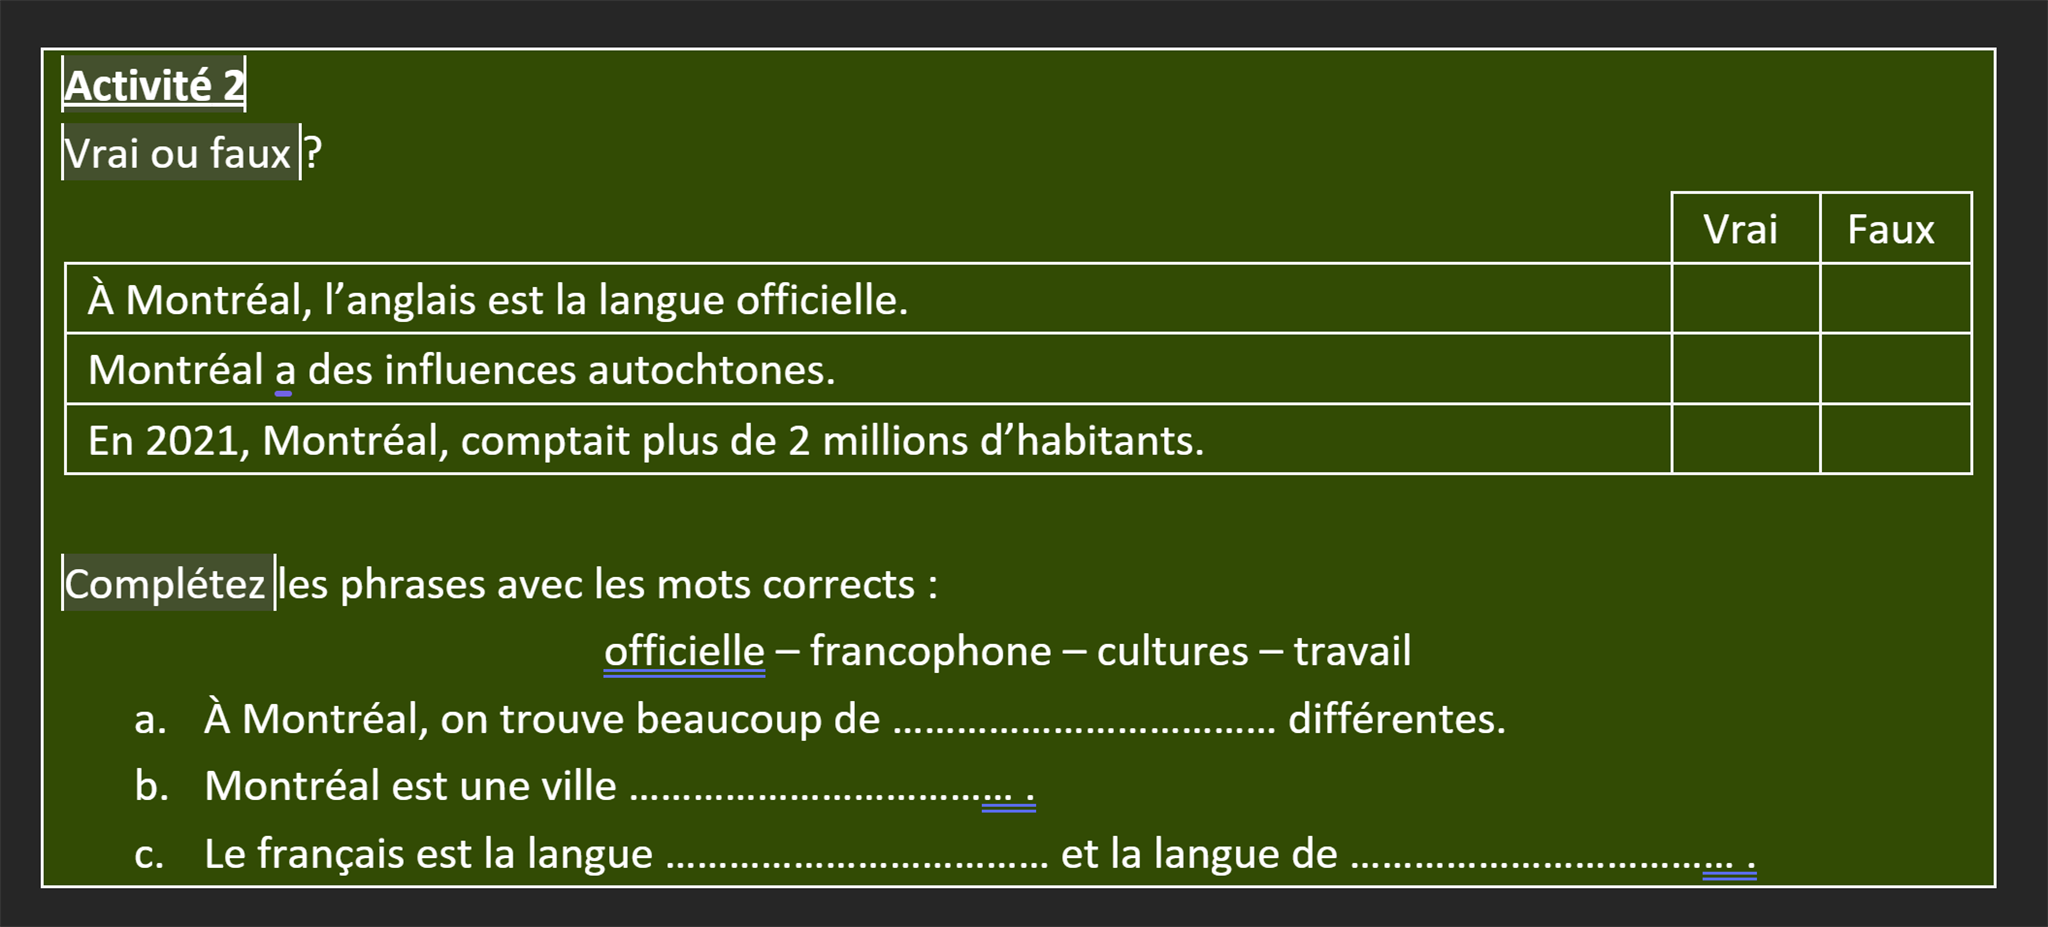 Activité 2
Vrai ou faux ?
Vrai Faux
À Montréal, l’anglais est la langue officielle.
Montréal a des influences autochtones.
En 2021, Montréal, comptait plus de 2 millions d’habitants.
Complétez les phrases avec les mots corrects :
officielle – francophone – cultures – travail
a. À Montréal, on trouve beaucoup de ……………………………… différentes.
b. Montréal est une ville ……………………………… .
c. Le français est la langue ……………………………… et la langue de ……………………………… .